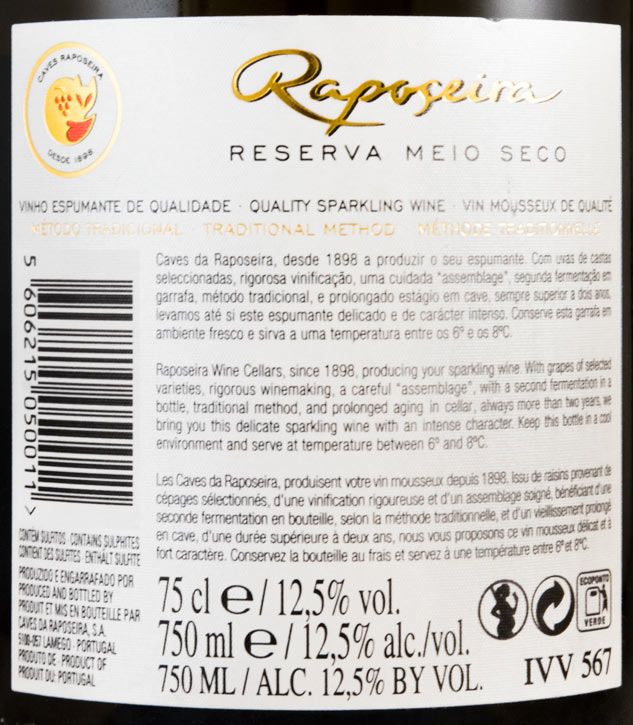 CAVES RAPOSEIRA
DESDE 1898
Raposeira
RESERVA MEIO SECO
VINHO ESPUMANTE DE QUALIDADE · QUALITY SPARKLING WINE · VIN MOUSSEUX DE QUALITÉ
MÉTODO TRADICIONAL · TRADITIONAL METHOD · MÉTHODE TRADITIONELLE
Caves da Raposeira, desde 1898 a produzir o seu espumante. Com uvas de castas
seleccionadas, rigorosa vinificação, uma cuidada "assemblage", segunda fermentação em
garrafa, método tradicional, e prolongado estágio em cave, sempre superior a dois anos,
levamos até si este espumante delicado e de carácter intenso. Conserve esta garrafa em
ambiente fresco e sirva a uma temperatura entre os 6º e os 8ºC.
Raposeira Wine Cellars, since 1898, producing your sparkling wine. With grapes of selected
varieties, rigorous winemaking, a careful "assemblage", with a second fermentation in a
bottle, traditional method, and prolonged aging in cellar, always more than two years, we
bring you this delicate sparkling wine with an intense character. Keep this bottle in a cool
environment and serve at temperature between 6º and 8ºC.
Les Caves da Raposeira, produisent votre vin mousseux depuis 1898. Issu de raisins provenant de
cépages sélectionnés, d'une vinification rigoureuse et d'un assemblage soigné, bénéficiant d'une
seconde fermentation en bouteille, selon la méthode traditionnelle, et d'un vieillissement prolongé
en cave, d'une durée supérieure à deux ans, nous vous proposons ce vin mousseux délicat et à
fort caractère. Conservez la bouteille au frais et servez à une température entre 6º et 8ºC.
5 606215 050011 >
CONTÉM SULFITOS · CONTAINS SULPHITES
CONTIENT DES SULFITES · ENTHÄLT SULFITE
PRODUZIDO E ENGARRAFADO POR
PRODUCED AND BOTTLED BY
PRODUIT ET MIS EN BOUTEILLE PAR
CAVES DA RAPOSEIRA, S.A.
5100-057 LAMEGO · PORTUGAL
PRODUTO DE · PRODUCT OF
PRODUIT DU: PORTUGAL
75 cl e / 12,5% vol.
750 ml e / 12,5% alc./vol.
750 ML / ALC. 12,5% BY VOL.
ECOPONTO
VERDE
IVV 567